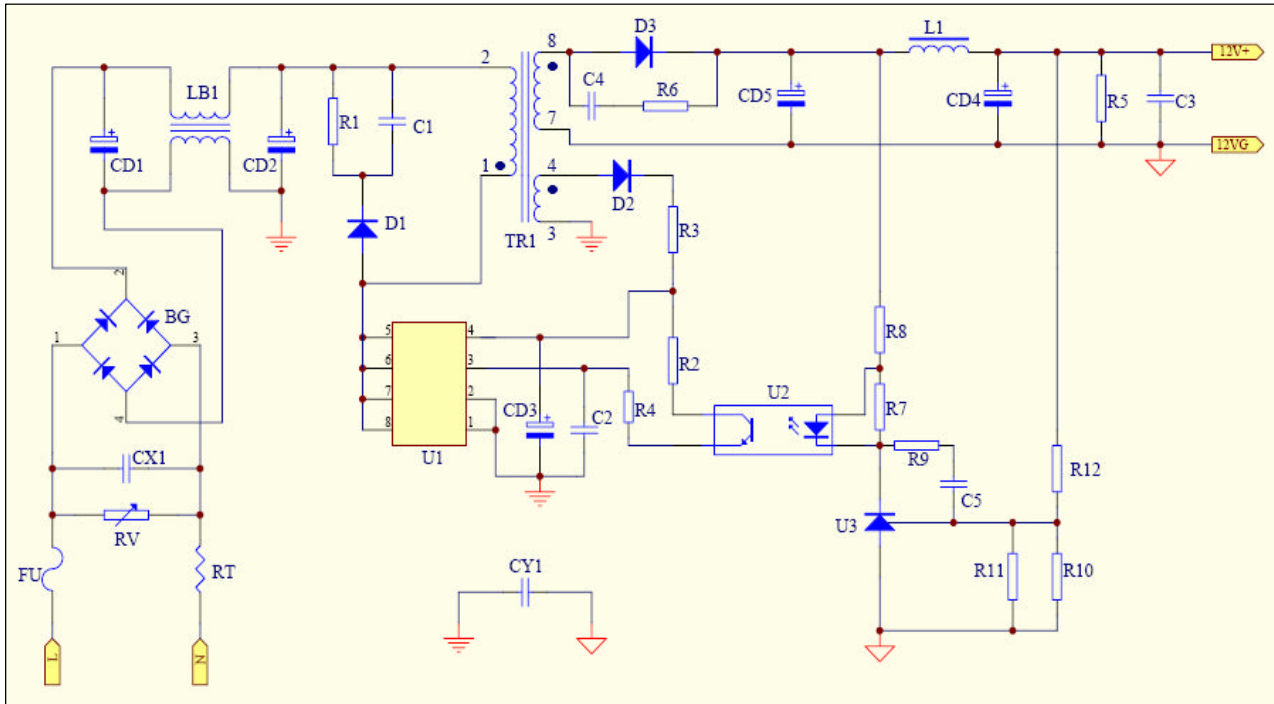 D3
L1
8
2
12V+
C4
R6
LB1
CD5
CD4
R5
C3
R1
C1
CD1
CD2
7
12VG
1
4
D2
D1
R3
TR1
3
2
BG
1
3
5
4
R8
6
3
R2
U2
7
2
R4
R7
4
8
1
CD3
C2
U1
R9
CX1
R12
C5
RV
U3
FU
RT
CY1
R11
R10
L
N